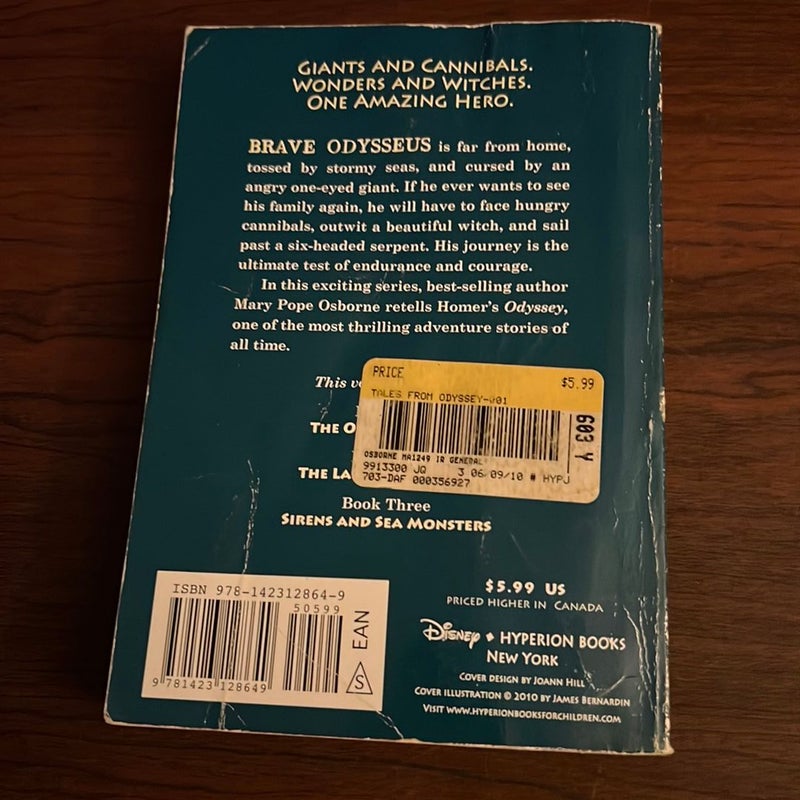 GIANTS AND CANNIBALS.
WONDERS AND WITCHES.
ONE AMAZING HERO.
BRAVE ODYSSEUS is far from home,
tossed by stormy seas, and cursed by an
angry one-eyed giant. If he ever wants to see
his family again, he will have to face hungry
cannibals, outwit a beautiful witch, and sail
past a six-headed serpent. His journey is the
ultimate test of endurance and courage.
In this exciting series, best-selling author
Mary Pope Osborne retells Homer's Odyssey,
one of the most thrilling adventure stories of
all time.
This
THE
THE
PRICE $5.99
TALES FROM ODYSSEY-001
603 Y
OSBORNE MA1249 IR GENERAL
9913300 JQ 3 06/09/10 # HYPJ
703-DAF 000356927
Book Three
SIRENS AND SEA MONSTERS
ISBN 978-142312864-9
50599
EAN
S
9 781423 128649
$5.99 US
PRICED HIGHER IN CANADA
Disney • HYPERION BOOKS
NEW YORK
COVER DESIGN BY JOANN HILL
COVER ILLUSTRATION © 2010 BY JAMES BERNARDIN
VISIT WWW.HYPERIONBOOKSFORCHILDREN.COM